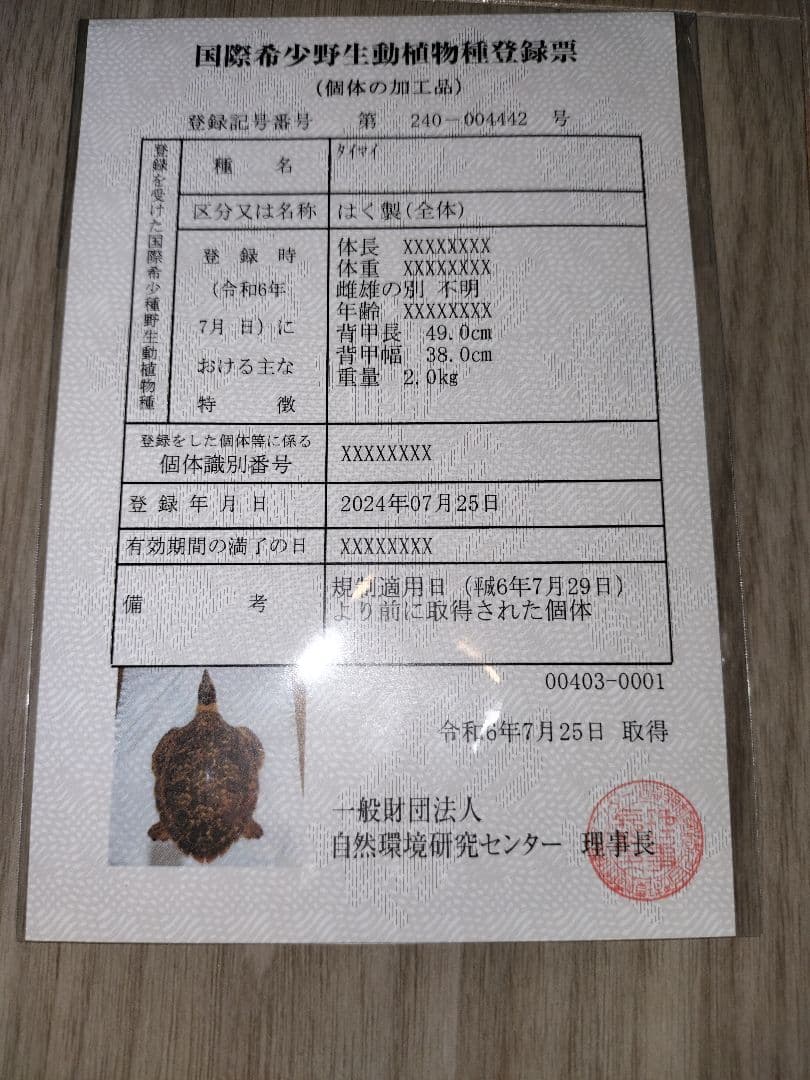 国際希少野生動植物種登録票
(個体の加工品)
登録記号番号 第 240-004442 号
登録を受けた国際希少種野生動植物種
種 名 タイマイ
区分又は名称 はく製(全体)
登録時
(令和6年
7月 日)に
おける主な
特 徴
体長 XXXXXXXX
体重 XXXXXXXX
雌雄の別 不明
年齢 XXXXXXXX
背甲長 49.0cm
背甲幅 38.0cm
重量 2.0kg
登録をした個体等に係る
個体識別番号 XXXXXXXX
登録年月日 2024年07月25日
有効期間の満了の日 XXXXXXXX
備 考
規制適用日(平成6年7月29日)
より前に取得された個体
00403-0001
令和6年7月25日 取得
一般財団法人
自然環境研究センター 理事長